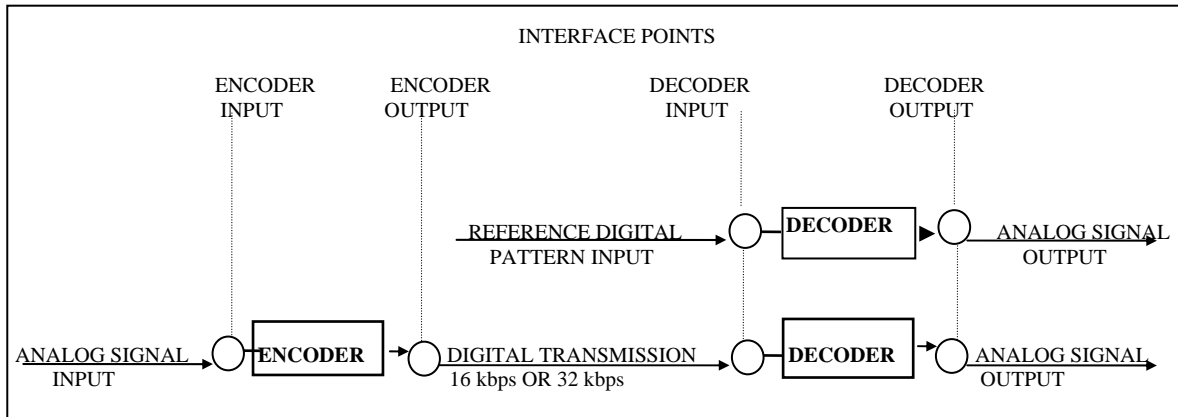 INTERFACE POINTS
ENCODER ENCODER DECODER DECODER
INPUT OUTPUT INPUT OUTPUT
REFERENCE DIGITAL DECODER ANALOG SIGNAL
PATTERN INPUT OUTPUT
ANALOG SIGNAL ENCODER DIGITAL TRANSMISSION DECODER ANALOG SIGNAL
INPUT 16 kbps OR 32 kbps OUTPUT